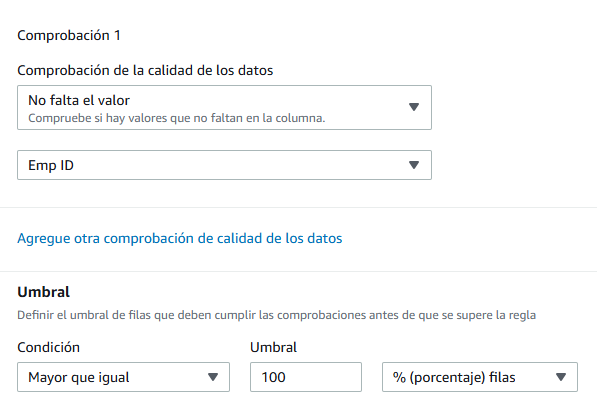 Comprobación 1
Comprobación de la calidad de los datos
No falta el valor
Compruebe si hay valores que no faltan en la columna.
Emp ID
Agregue otra comprobación de calidad de los datos
Umbral
Definir el umbral de filas que deben cumplir las comprobaciones antes de que se supere la regla
Condición Umbral
Mayor que igual 100 % (porcentaje) filas